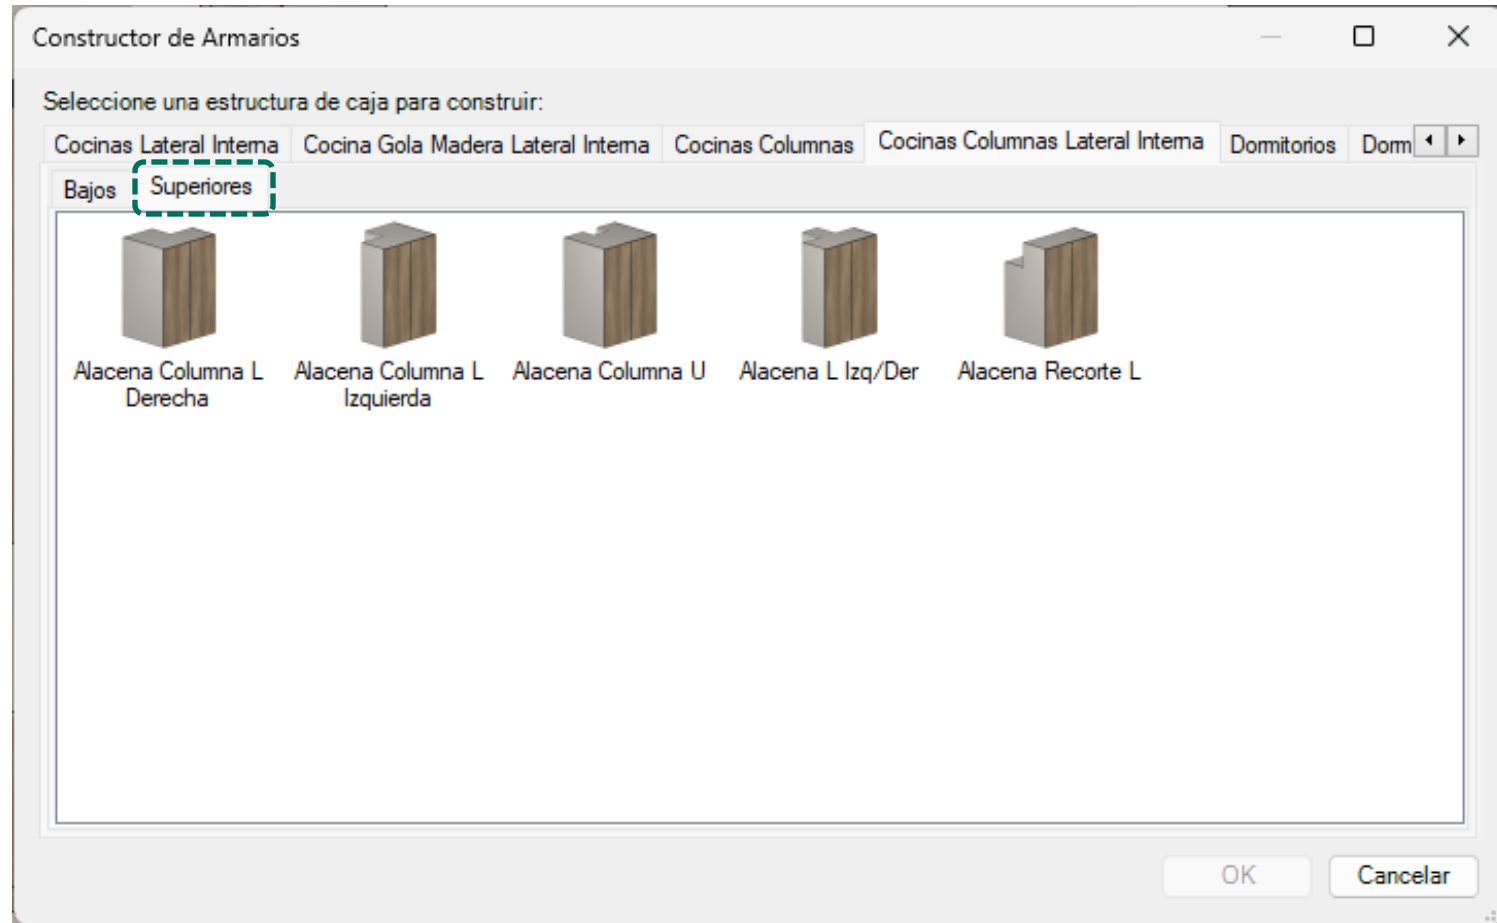 Constructor de Armarios
Seleccione una estructura de caja para construir:
Cocinas Lateral Interna Cocina Gola Madera Lateral Interna Cocinas Columnas Cocinas Columnas Lateral Interna Dormitorios Dorm
Bajos Superiores
Alacena Columna L Derecha
Alacena Columna L Izquierda
Alacena Columna U
Alacena L Izq/Der
Alacena Recorte L
OK Cancelar